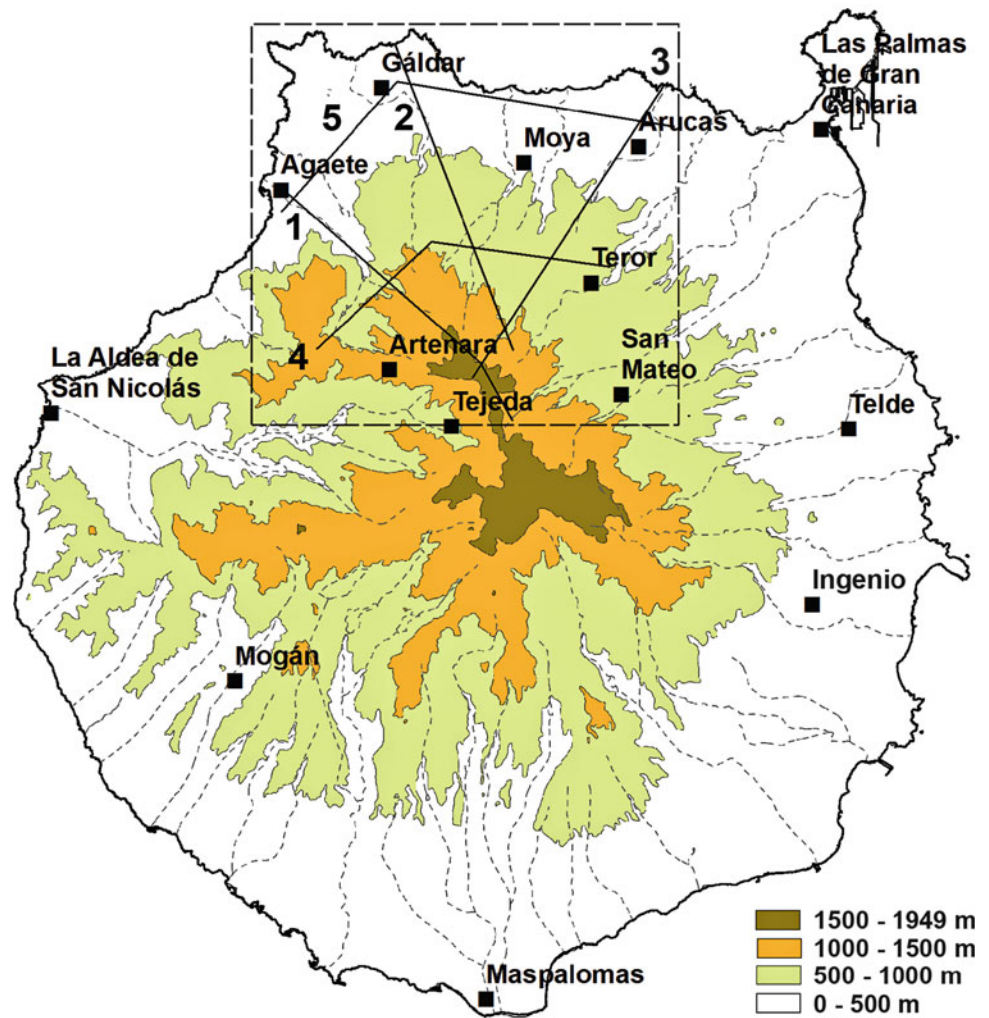 Las Palmas
de Gran
Canaria
3
Gáldar
5
2
Moya
Arucas
Agaete
1
Teror
4
Artenara
San
Mateo
La Aldea de
San Nicolás
Tejeda
Telde
Ingenio
Mogán
Maspalomas
1500 - 1949 m
1000 - 1500 m
500 - 1000 m
0 - 500 m